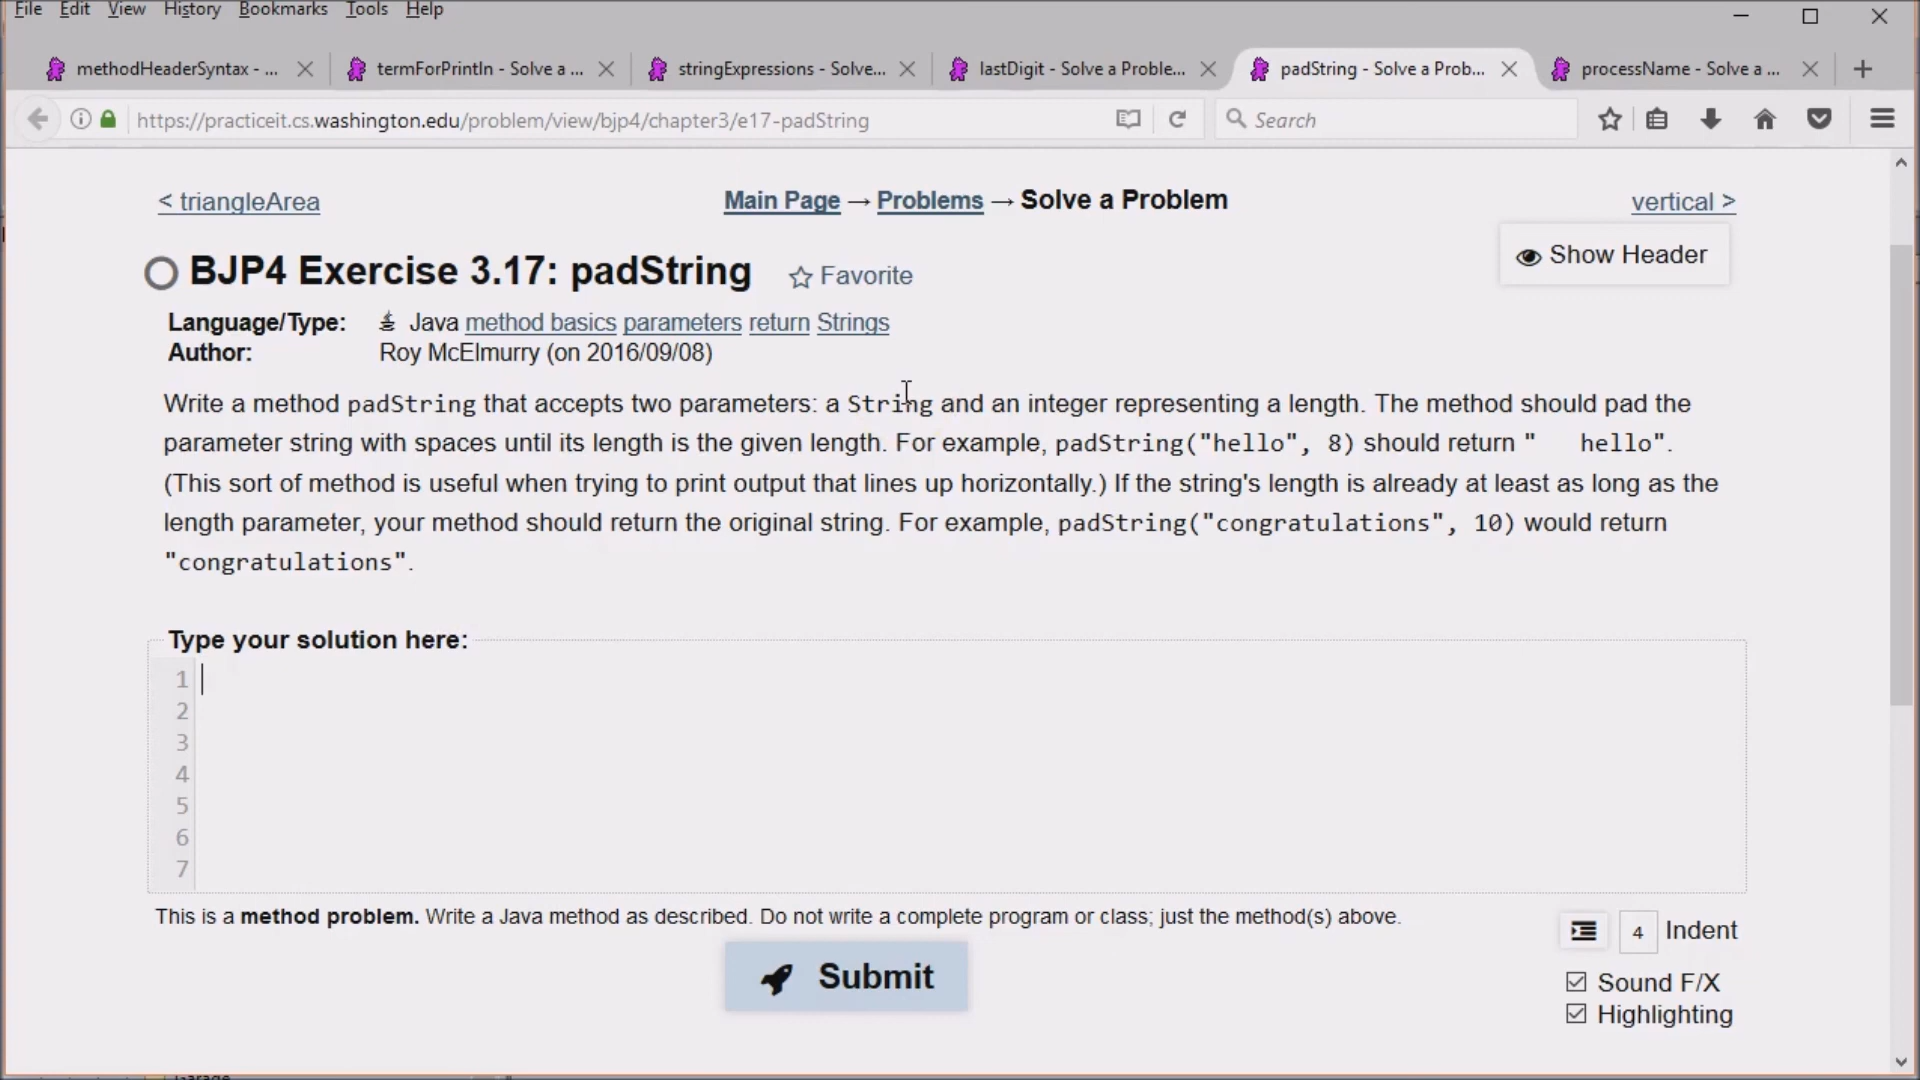 File Edit View History Bookmarks Tools Help
methodHeaderSyntax - ... termForPrintln - Solve a ... stringExpressions - Solve... lastDigit - Solve a Proble... padString - Solve a Prob... processName - Solve a ...
https://practiceit.cs.washington.edu/problem/view/bjp4/chapter3/e17-padString Search
< triangleArea Main Page → Problems → Solve a Problem vertical >
Show Header
BJP4 Exercise 3.17: padString Favorite
Language/Type: Java method basics parameters return Strings
Author: Roy McElmurry (on 2016/09/08)
Write a method padString that accepts two parameters: a String and an integer representing a length. The method should pad the
parameter string with spaces until its length is the given length. For example, padString("hello", 8) should return "   hello".
(This sort of method is useful when trying to print output that lines up horizontally.) If the string's length is already at least as long as the
length parameter, your method should return the original string. For example, padString("congratulations", 10) would return
"congratulations".
Type your solution here:
1
2
3
4
5
6
7
This is a method problem. Write a Java method as described. Do not write a complete program or class; just the method(s) above.
4 Indent
Submit
Sound F/X
Highlighting